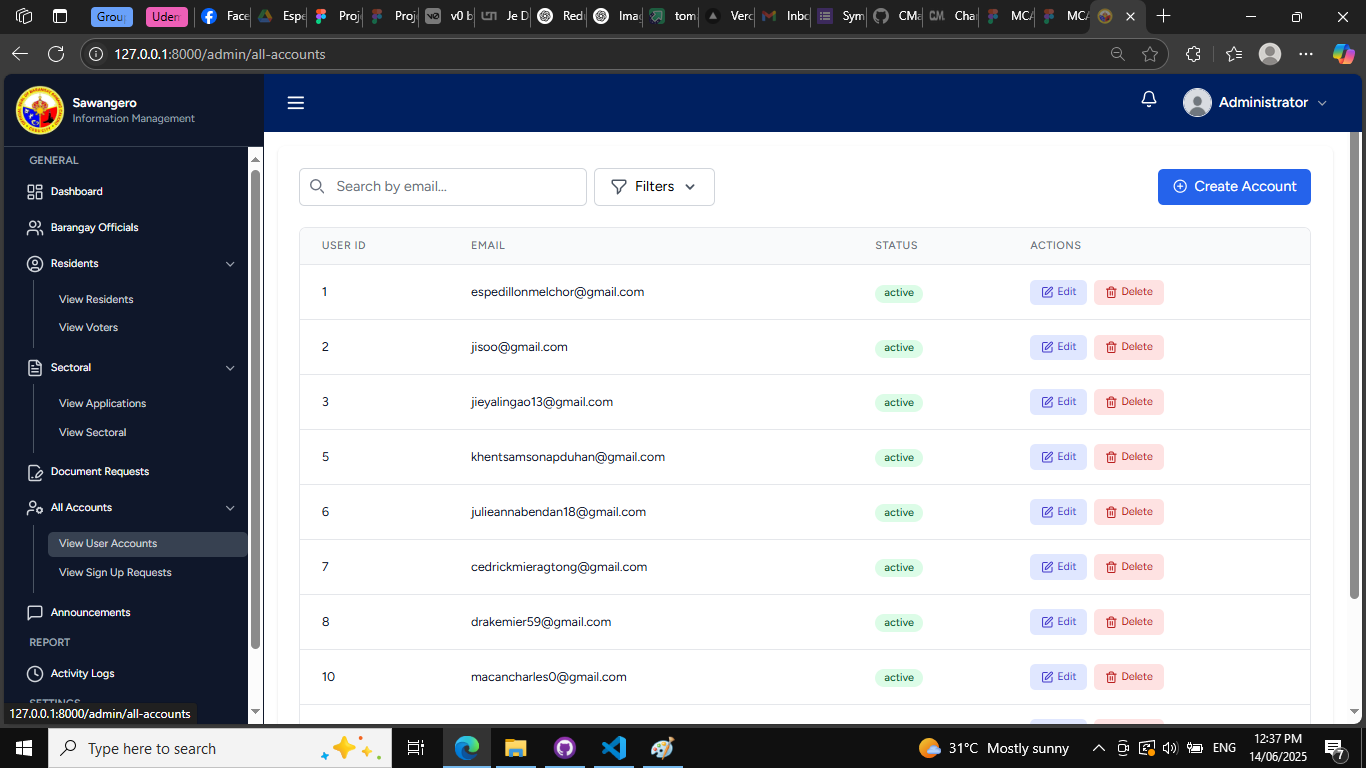 Group
Uden
Face
Espe
Proj
Proj
v0 b
Je D
Redu
Imag
tom
Verc
Inbo
Sym
CMa
Cha
MCA
MCA
127.0.0.1:8000/admin/all-accounts
Sawangero
Information Management
Administrator
GENERAL
Dashboard
Barangay Officials
Residents
View Residents
View Voters
Sectoral
View Applications
View Sectoral
Document Requests
All Accounts
View User Accounts
View Sign Up Requests
Announcements
REPORT
Activity Logs
SETTINGS
127.0.0.1:8000/admin/all-accounts
Search by email...
Filters
Create Account
USER ID EMAIL STATUS ACTIONS
1 espedillonmelchor@gmail.com active Edit Delete
2 jisoo@gmail.com active Edit Delete
3 jieyalingao13@gmail.com active Edit Delete
5 khentsamsonapduhan@gmail.com active Edit Delete
6 julieannabendan18@gmail.com active Edit Delete
7 cedrickmieragtong@gmail.com active Edit Delete
8 drakemier59@gmail.com active Edit Delete
10 macancharles0@gmail.com active Edit Delete
Type here to search
31°C Mostly sunny
ENG
12:37 PM
14/06/2025
7